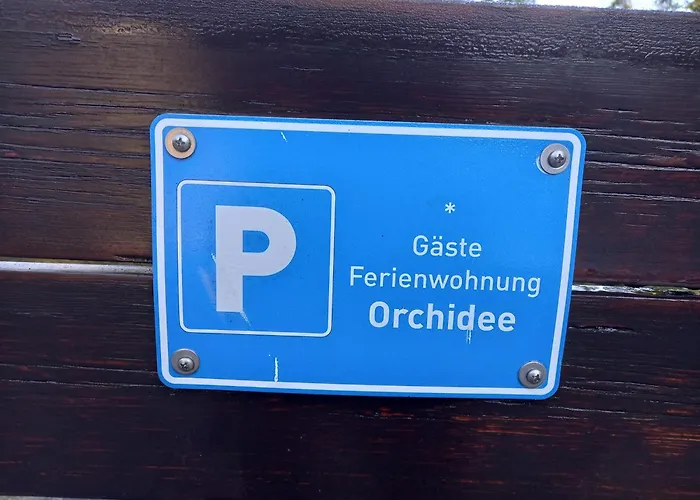 P
*
Gäste
Ferienwohnung
Orchidee